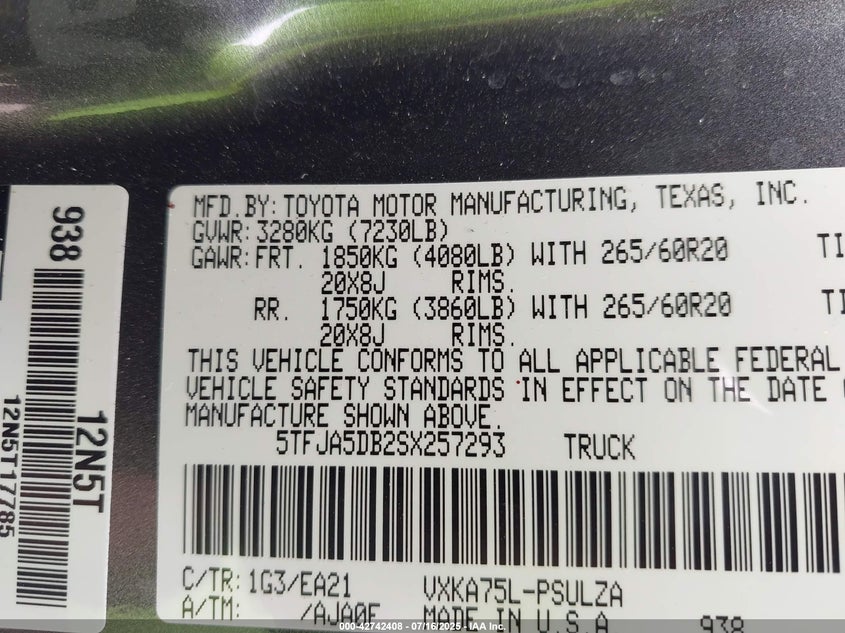 MFD.BY: TOYOTA MOTOR MANUFACTURING, TEXAS, INC.
GVWR: 3280KG (7230LB)
GAWR: FRT. 1850KG (4080LB) WITH 265/60R20 TI
20X8J RIMS.
RR. 1750KG (3860LB) WITH 265/60R20 TI
20X8J RIMS.
THIS VEHICLE CONFORMS TO ALL APPLICABLE FEDERAL
VEHICLE SAFETY STANDARDS IN EFFECT ON THE DATE
MANUFACTURE SHOWN ABOVE.
5TFJA5DB2SX257293 TRUCK
C/TR: 1G3/EA21 VXKA75L-PSULZA
A/TM: /AJA0F MADE IN U.S.A 938
938
12N5T
12N5T17785
000-42742408 - 07/16/2025 - IAA Inc.